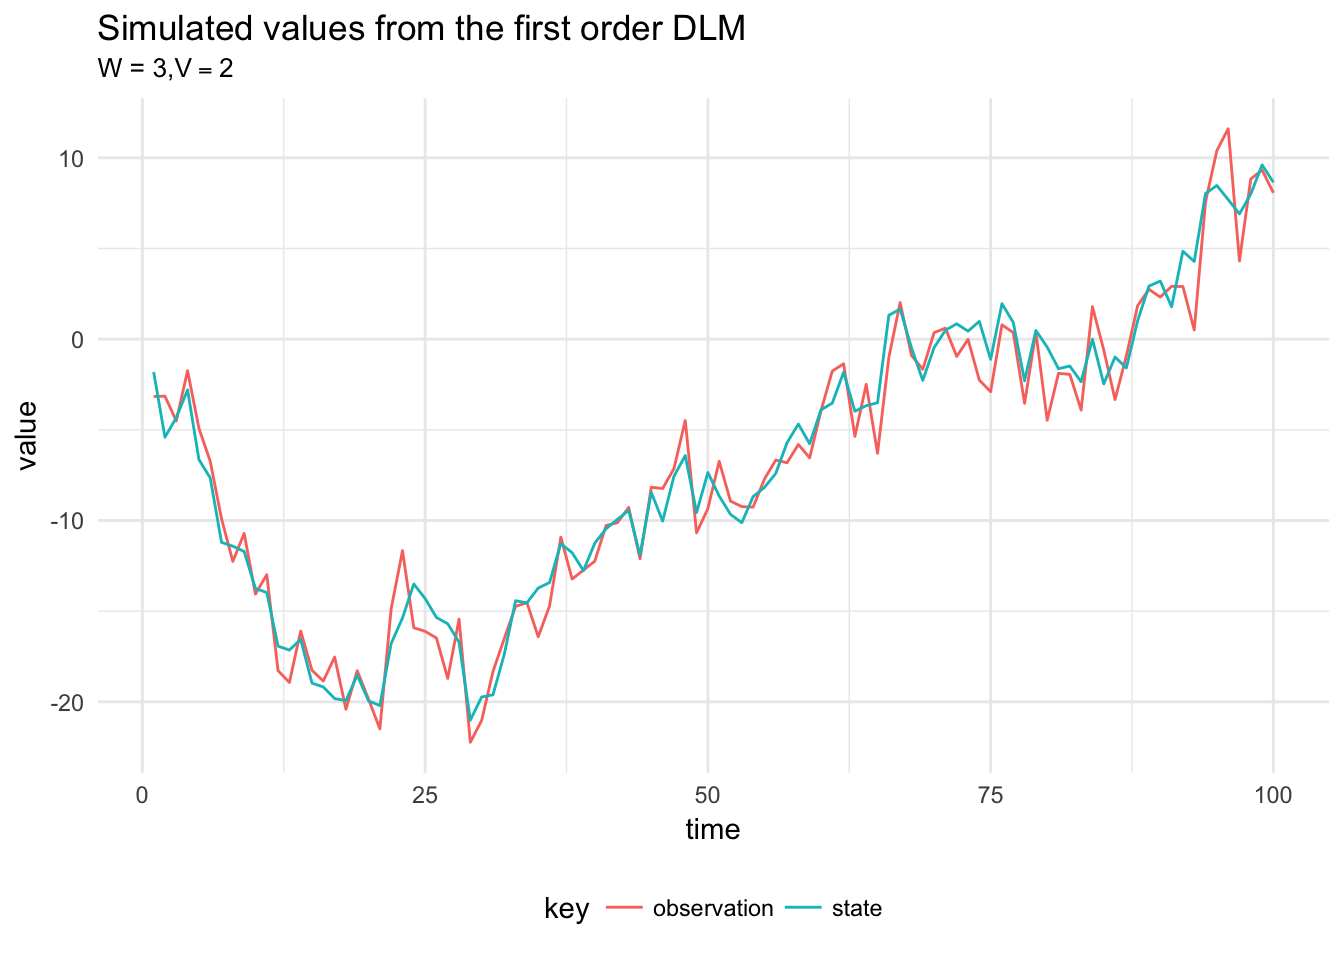 Simulated values from the first order DLM
W = 3,V = 2
10
0
-10
-20
value
0 25 50 75 100
time
key observation state